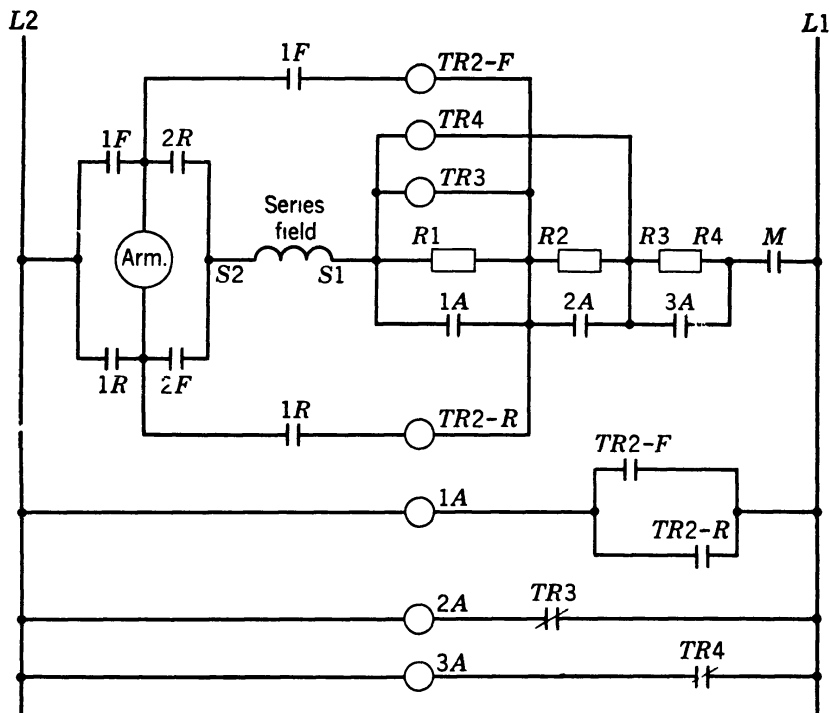 L2
L1
1F
TR2-F
TR4
1F
2R
TR3
Series
field
R1
R2
R3
R4
M
Arm.
S2
S1
1A
2A
3A
1R
2F
1R
TR2-R
TR2-F
1A
TR2-R
2A
TR3
3A
TR4